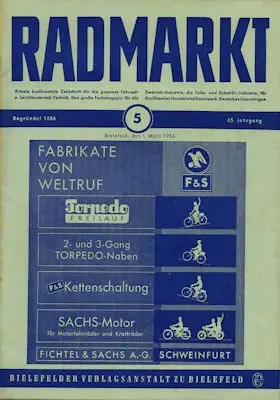 RADMARKT
Älteste kontinentale Zeitschrift für die gesamte Fahrrad-
u. Leichtmotorrad-Technik. Das große Fachmagazin für die
Zweirad-Industrie, die Teile- und Zubehör-Industrie, für
Großhandel, Handel und Handwerk. Deutsches Exportorgan
Begründet 1886
5
65. Jahrgang
Bielefeld, den 1. März 1954
FABRIKATE
VON
WELTRUF
F&S
Torpedo
FREILAUF
2- und 3-Gang
TORPEDO-Naben
F&S Kettenschaltung
SACHS-Motor
für Motorfahrräder und Krafträder
FICHTEL & SACHS A.-G. SCHWEINFURT
BIELEFELDER VERLAGSANSTALT ZU BIELEFELD